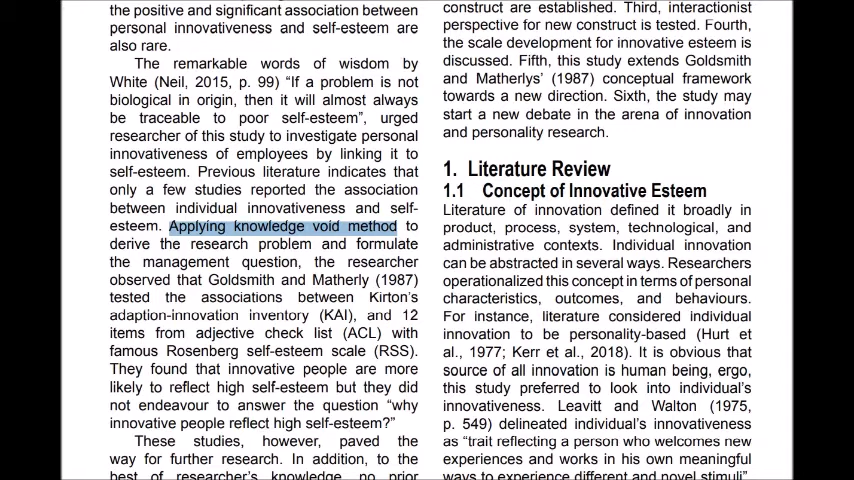 the positive and significant association between
personal innovativeness and self-esteem are
also rare.
The remarkable words of wisdom by
White (Neil, 2015, p. 99) “If a problem is not
biological in origin, then it will almost always
be traceable to poor self-esteem”, urged
researcher of this study to investigate personal
innovativeness of employees by linking it to
self-esteem. Previous literature indicates that
only a few studies reported the association
between individual innovativeness and self-
esteem. Applying knowledge void method to
derive the research problem and formulate
the management question, the researcher
observed that Goldsmith and Matherly (1987)
tested the associations between Kirton’s
adaption-innovation inventory (KAI), and 12
items from adjective check list (ACL) with
famous Rosenberg self-esteem scale (RSS).
They found that innovative people are more
likely to reflect high self-esteem but they did
not endeavour to answer the question “why
innovative people reflect high self-esteem?”
These studies, however, paved the
way for further research. In addition, to the
best of researcher’s knowledge, no prior
construct are established. Third, interactionist
perspective for new construct is tested. Fourth,
the scale development for innovative esteem is
discussed. Fifth, this study extends Goldsmith
and Matherlys’ (1987) conceptual framework
towards a new direction. Sixth, the study may
start a new debate in the arena of innovation
and personality research.
1. Literature Review
1.1 Concept of Innovative Esteem
Literature of innovation defined it broadly in
product, process, system, technological, and
administrative contexts. Individual innovation
can be abstracted in several ways. Researchers
operationalized this concept in terms of personal
characteristics, outcomes, and behaviours.
For instance, literature considered individual
innovation to be personality-based (Hurt et
al., 1977; Kerr et al., 2018). It is obvious that
source of all innovation is human being, ergo,
this study preferred to look into individual’s
innovativeness. Leavitt and Walton (1975,
p. 549) delineated individual’s innovativeness
as “trait reflecting a person who welcomes new
experiences and works in his own meaningful
ways to experience different and novel stimuli”.